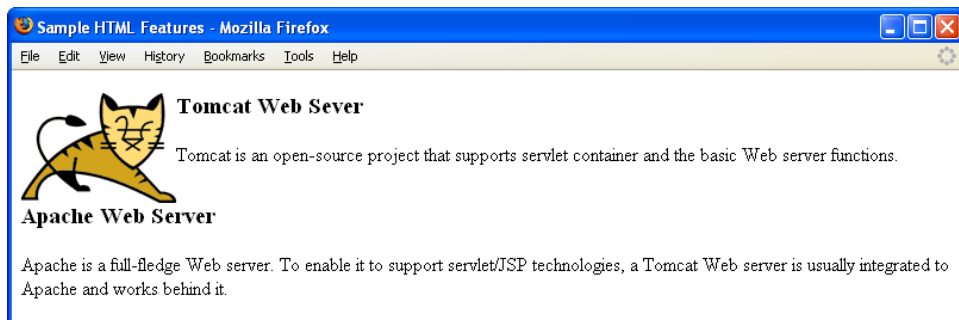 Sample HTML Features - Mozilla Firefox
File Edit View History Bookmarks Tools Help
Tomcat Web Sever
Tomcat is an open-source project that supports servlet container and the basic Web server functions.
Apache Web Server
Apache is a full-fledge Web server. To enable it to support servlet/JSP technologies, a Tomcat Web server is usually integrated to
Apache and works behind it.